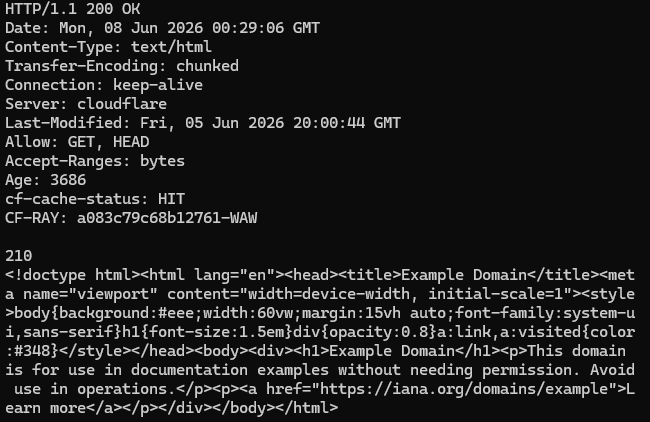 HTTP/1.1 200 OK
Date: Mon, 08 Jun 2026 00:29:06 GMT
Content-Type: text/html
Transfer-Encoding: chunked
Connection: keep-alive
Server: cloudflare
Last-Modified: Fri, 05 Jun 2026 20:00:44 GMT
Allow: GET, HEAD
Accept-Ranges: bytes
Age: 3686
cf-cache-status: HIT
CF-RAY: a083c79c68b12761-WAW

210
<!doctype html><html lang="en"><head><title>Example Domain</title><met
a name="viewport" content="width=device-width, initial-scale=1"><style
>body{background:#eee;width:60vw;margin:15vh auto;font-family:system-u
i,sans-serif}h1{font-size:1.5em}div{opacity:0.8}a:link,a:visited{color
:#348}</style></head><body><div><h1>Example Domain</h1><p>This domain
is for use in documentation examples without needing permission. Avoid
 use in operations.</p><p><a href="https://iana.org/domains/example">L
earn more</a></p></div></body></html>